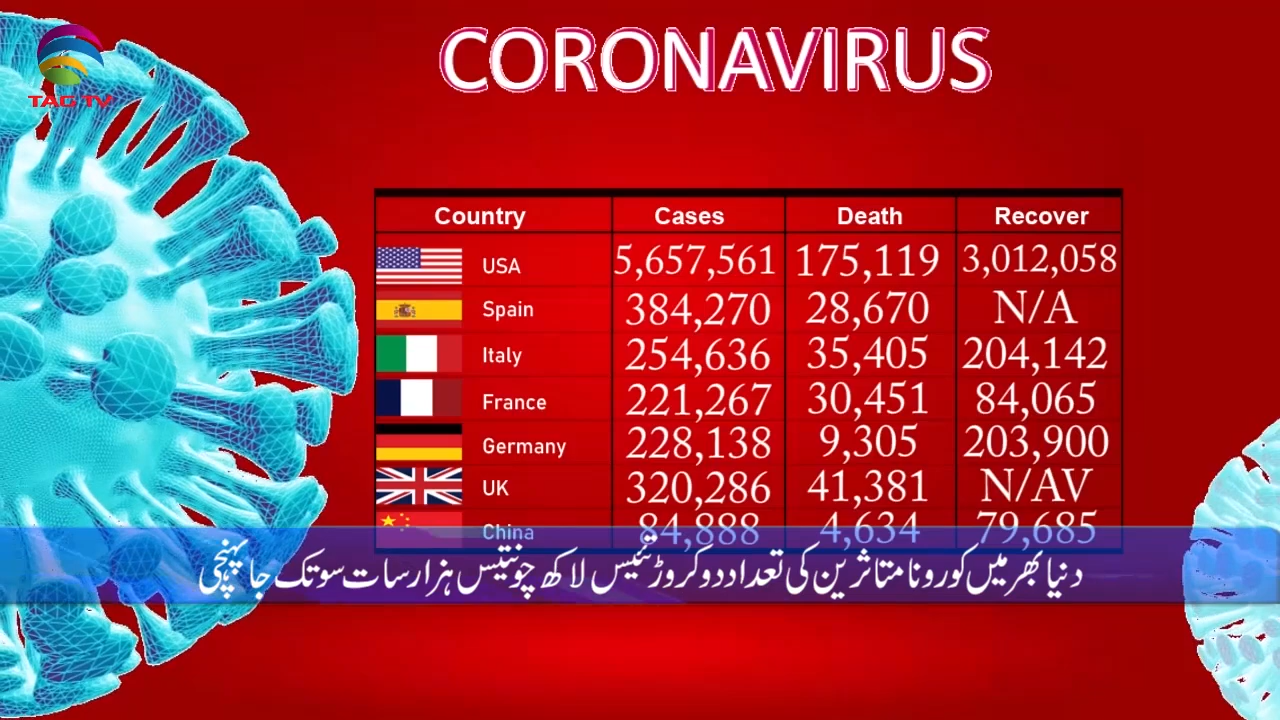 TAG TV
CORONAVIRUS
Country Cases Death Recover
USA 5,657,561 175,119 3,012,058
Spain 384,270 28,670 N/A
Italy 254,636 35,405 204,142
France 221,267 30,451 84,065
Germany 228,138 9,305 203,900
UK 320,286 41,381 N/AV
China 84,888 4,634 79,685
دنیا بھر میں کورونا متاثرین کی تعداد دو کروڑ تئیس لاکھ چونتیس ہزار سات سو تک جا پہنچی